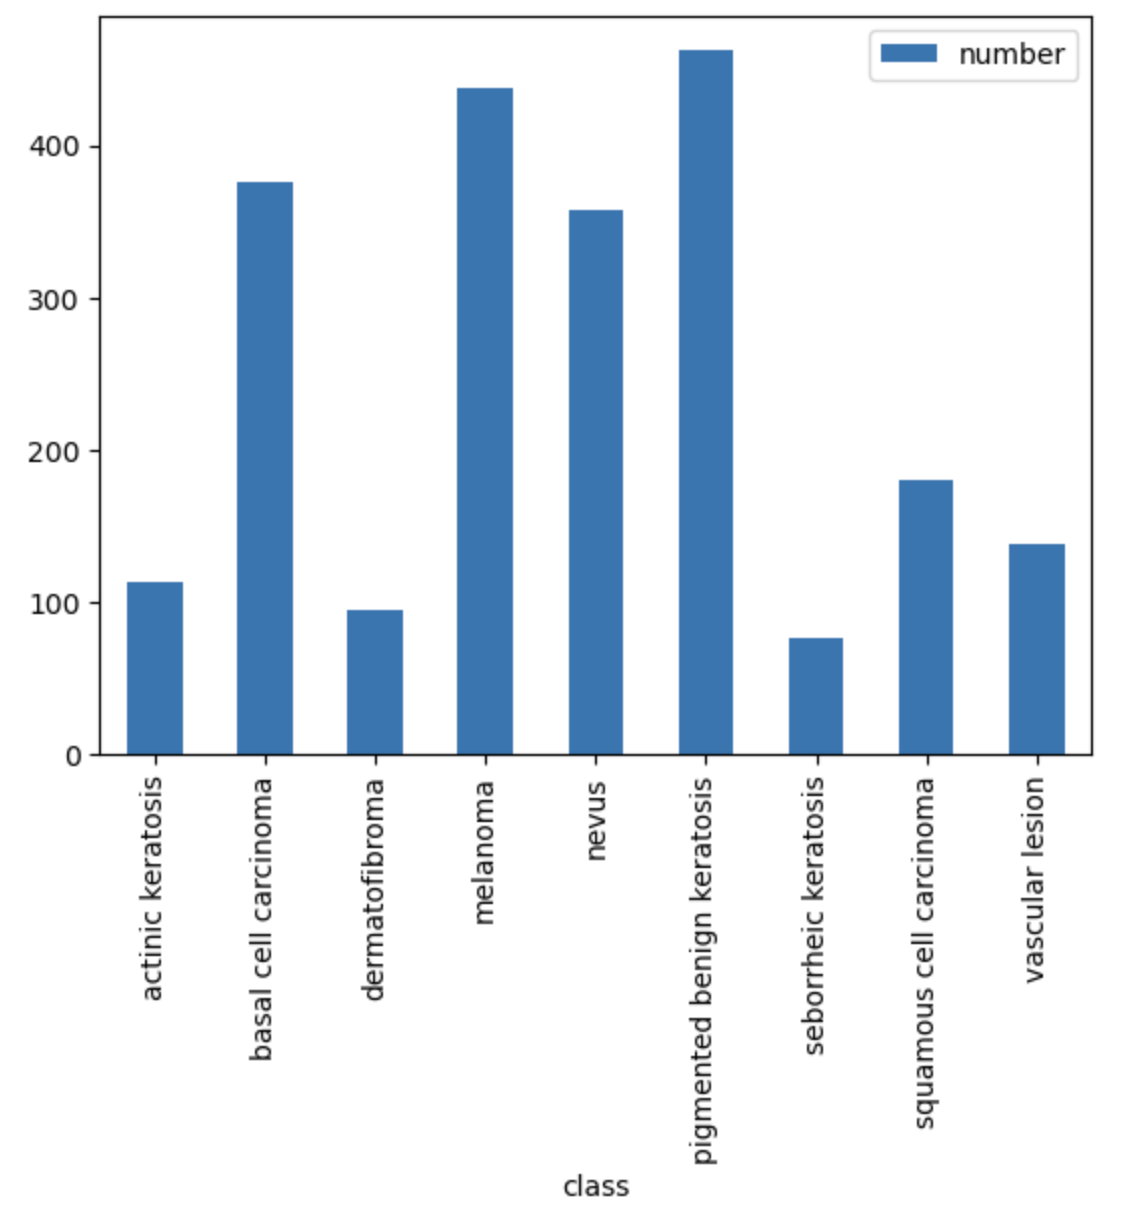 number
400
300
200
100
0
actinic keratosis
basal cell carcinoma
dermatofibroma
melanoma
nevus
pigmented benign keratosis
seborrheic keratosis
squamous cell carcinoma
vascular lesion
class